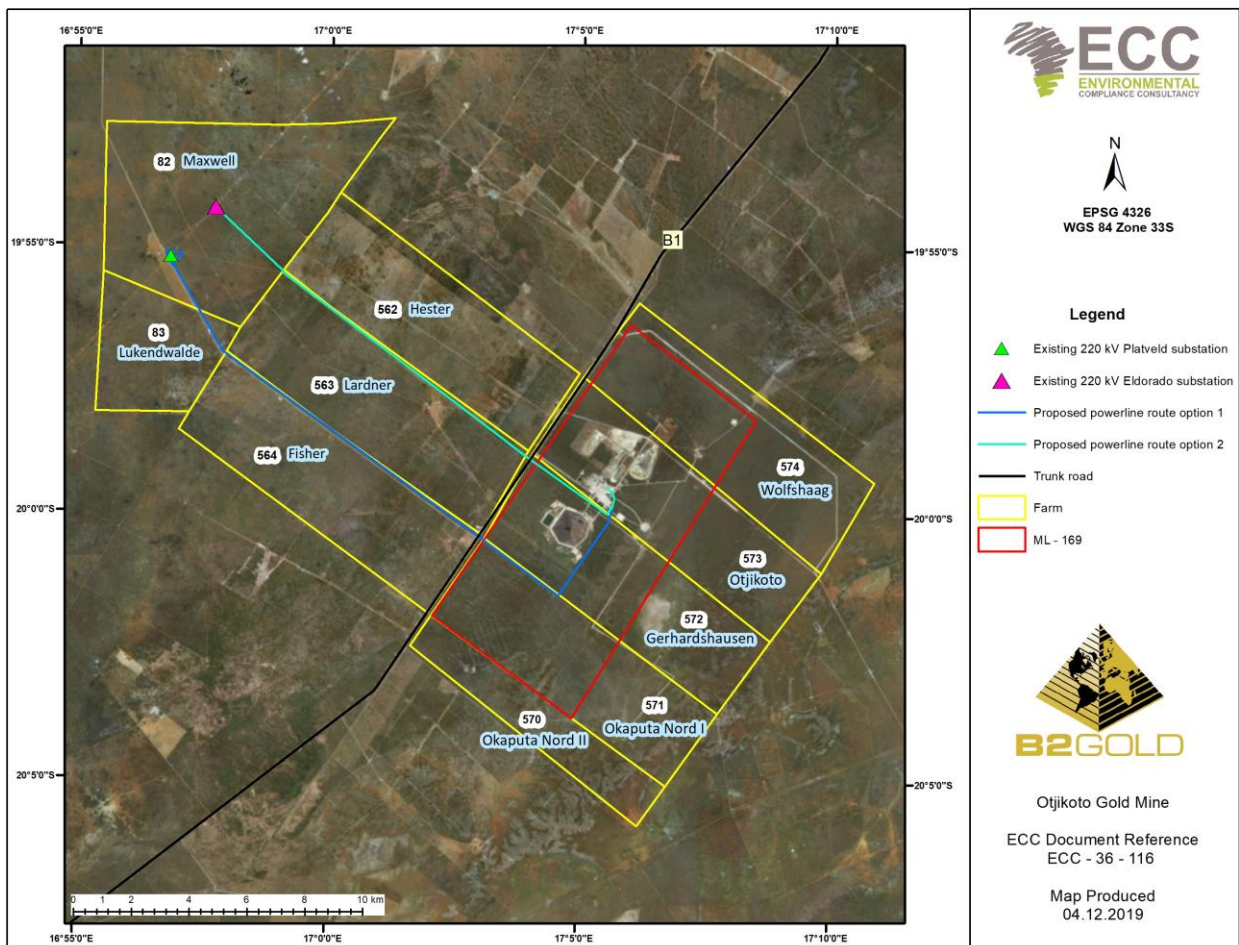 16°55'0"E
17°0'0"E
17°5'0"E
17°10'0"E
82 Maxwell
19°55'0"S
19°55'0"S
B1
562 Hester
83
Lukendwalde
563 Lardner
564 Fisher
574
Wolfshaag
20°0'0"S
20°0'0"S
573
Otjikoto
572
Gerhardshausen
571
Okaputa Nord I
570
Okaputa Nord II
20°5'0"S
20°5'0"S
0 2 4 6 8 10 km
16°55'0"E
17°0'0"E
17°5'0"E
17°10'0"E
ECC
ENVIRONMENTAL
COMPLIANCE CONSULTANCY
N
EPSG 4326
WGS 84 Zone 33S
Legend
Existing 220 kV Platveld substation
Existing 220 kV Eldorado substation
Proposed powerline route option 1
Proposed powerline route option 2
Trunk road
Farm
ML - 169
B2GOLD
Otjikoto Gold Mine
ECC Document Reference
ECC - 36 - 116
Map Produced
04.12.2019